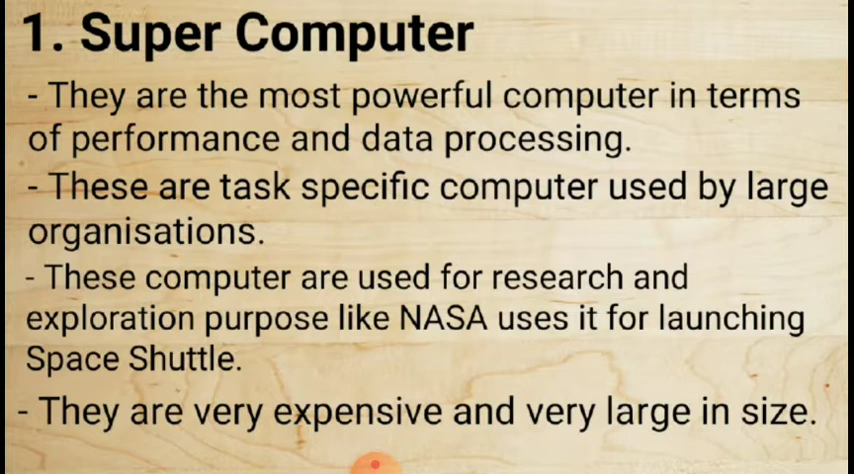 1. Super Computer
- They are the most powerful computer in terms
of performance and data processing.
- These are task specific computer used by large
organisations.
- These computer are used for research and
exploration purpose like NASA uses it for launching
Space Shuttle.
- They are very expensive and very large in size.